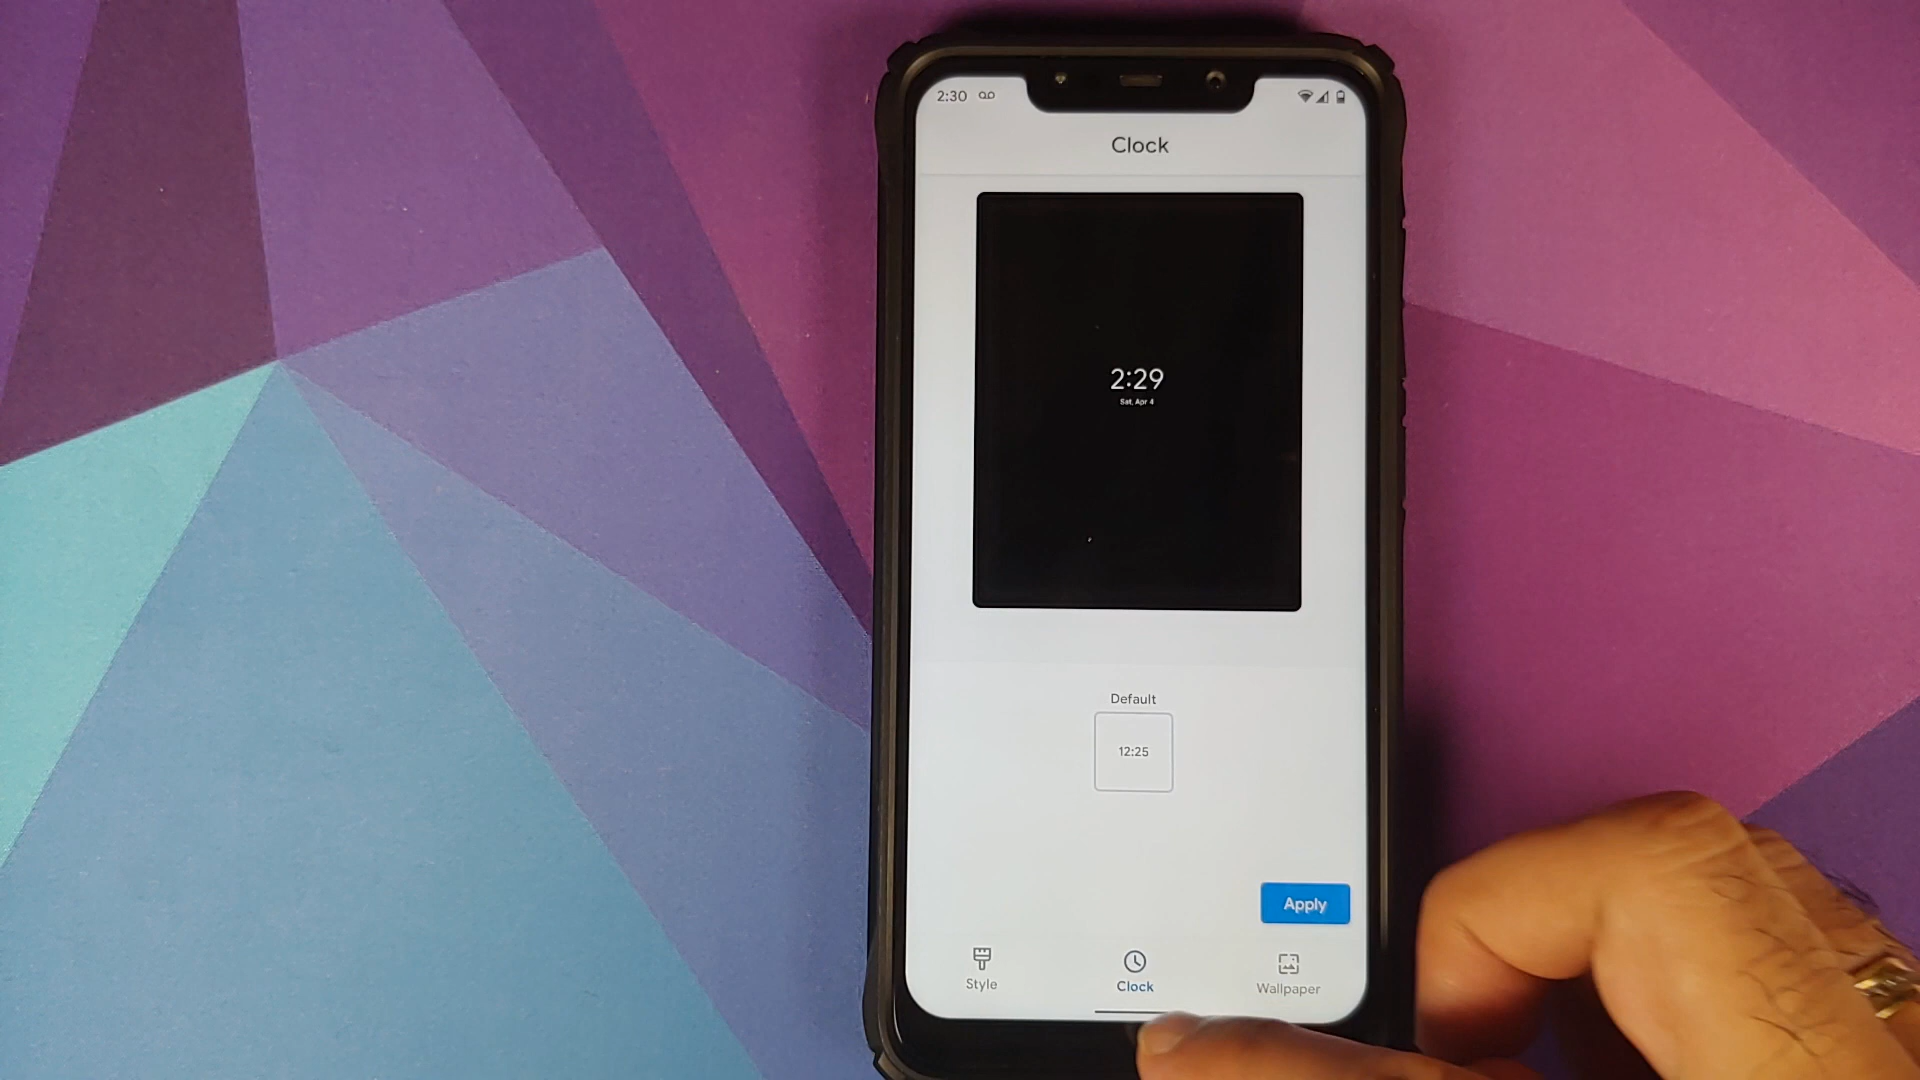 2:30
Clock
2:29
Sat, Apr 4
Default
12:25
Apply
Style
Clock
Wallpaper